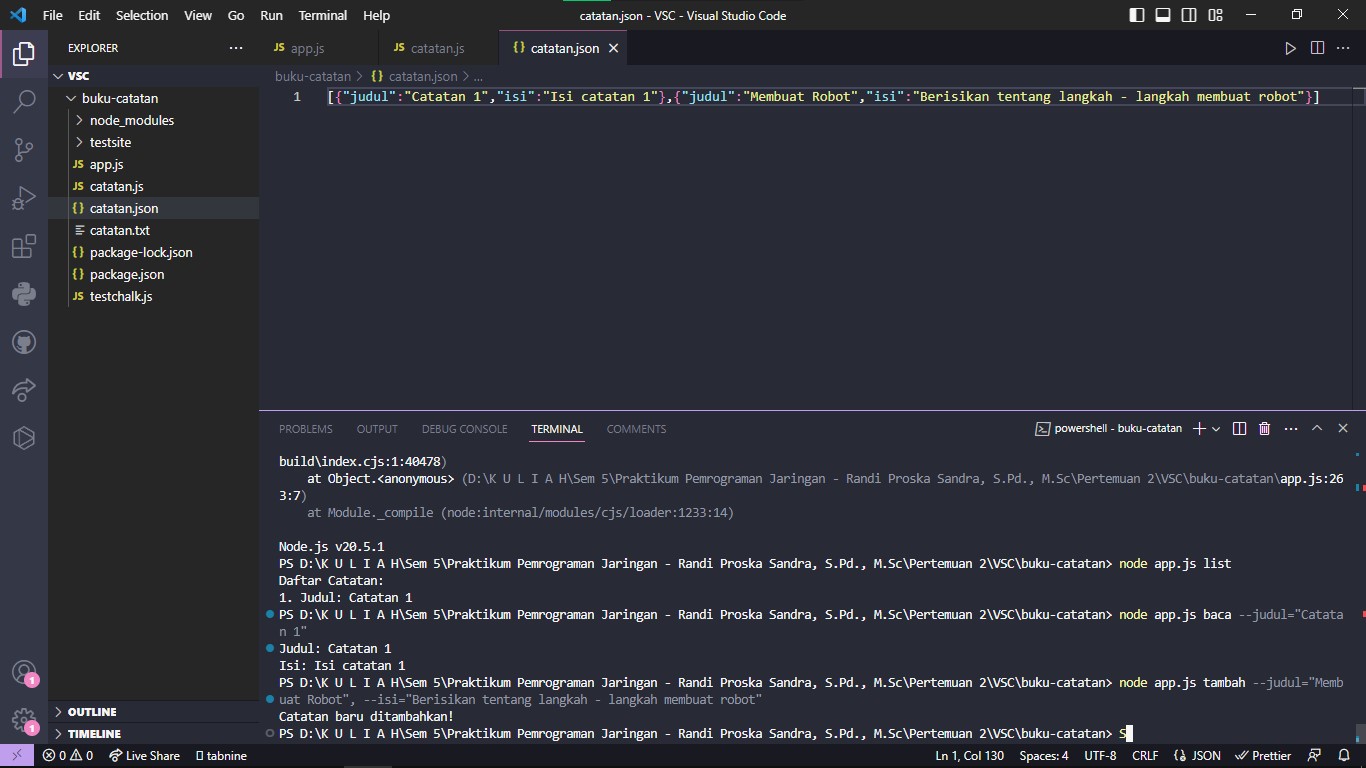 File Edit Selection View Go Run Terminal Help
catatan.json - VSC - Visual Studio Code
EXPLORER
VSC
buku-catatan
node_modules
testsite
JS app.js
JS catatan.js
{} catatan.json
catatan.txt
{} package-lock.json
{} package.json
JS testchalk.js
OUTLINE
TIMELINE
JS app.js
JS catatan.js
{} catatan.json
buku-catatan > {} catatan.json > ...
1 [{"judul":"Catatan 1","isi":"Isi catatan 1"},{"judul":"Membuat Robot","isi":"Berisikan tentang langkah - langkah membuat robot"}]
PROBLEMS OUTPUT DEBUG CONSOLE TERMINAL COMMENTS
powershell - buku-catatan
build\index.cjs:1:40478)
at Object.<anonymous> (D:\K U L I A H\Sem 5\Praktikum Pemrograman Jaringan - Randi Proska Sandra, S.Pd., M.Sc\Pertemuan 2\VSC\buku-catatan\app.js:26
3:7)
at Module._compile (node:internal/modules/cjs/loader:1233:14)
Node.js v20.5.1
PS D:\K U L I A H\Sem 5\Praktikum Pemrograman Jaringan - Randi Proska Sandra, S.Pd., M.Sc\Pertemuan 2\VSC\buku-catatan> node app.js list
Daftar Catatan:
1. Judul: Catatan 1
PS D:\K U L I A H\Sem 5\Praktikum Pemrograman Jaringan - Randi Proska Sandra, S.Pd., M.Sc\Pertemuan 2\VSC\buku-catatan> node app.js baca --judul="Catata
n 1"
Judul: Catatan 1
Isi: Isi catatan 1
PS D:\K U L I A H\Sem 5\Praktikum Pemrograman Jaringan - Randi Proska Sandra, S.Pd., M.Sc\Pertemuan 2\VSC\buku-catatan> node app.js tambah --judul="Memb
uat Robot", --isi="Berisikan tentang langkah - langkah membuat robot"
Catatan baru ditambahkan!
PS D:\K U L I A H\Sem 5\Praktikum Pemrograman Jaringan - Randi Proska Sandra, S.Pd., M.Sc\Pertemuan 2\VSC\buku-catatan> S
1
1
0 0 Live Share tabnine
Ln 1, Col 130 Spaces: 4 UTF-8 CRLF {} JSON Prettier